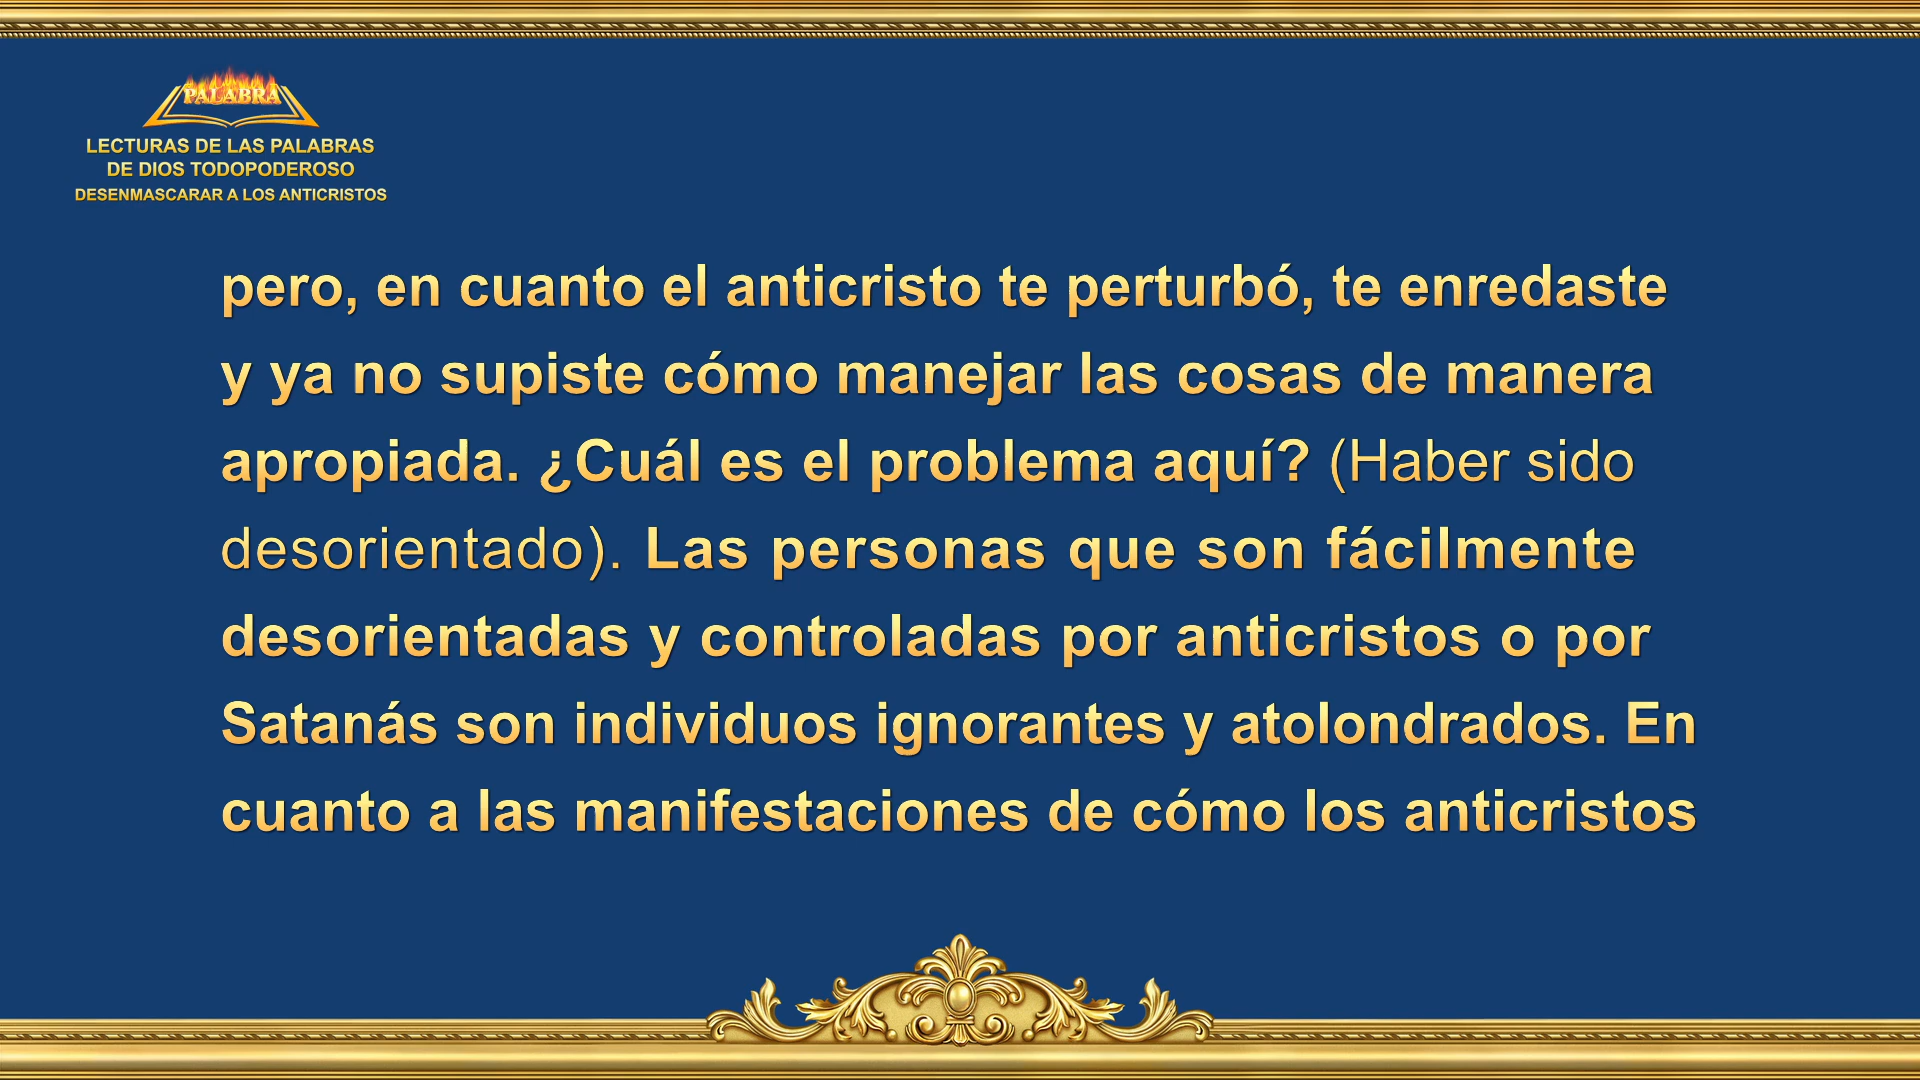 PALABRA
LECTURAS DE LAS PALABRAS
DE DIOS TODOPODEROSO
DESENMASCARAR A LOS ANTICRISTOS
pero, en cuanto el anticristo te perturbó, te enredaste
y ya no supiste cómo manejar las cosas de manera
apropiada. ¿Cuál es el problema aquí? (Haber sido
desorientado). Las personas que son fácilmente
desorientadas y controladas por anticristos o por
Satanás son individuos ignorantes y atolondrados. En
cuanto a las manifestaciones de cómo los anticristos